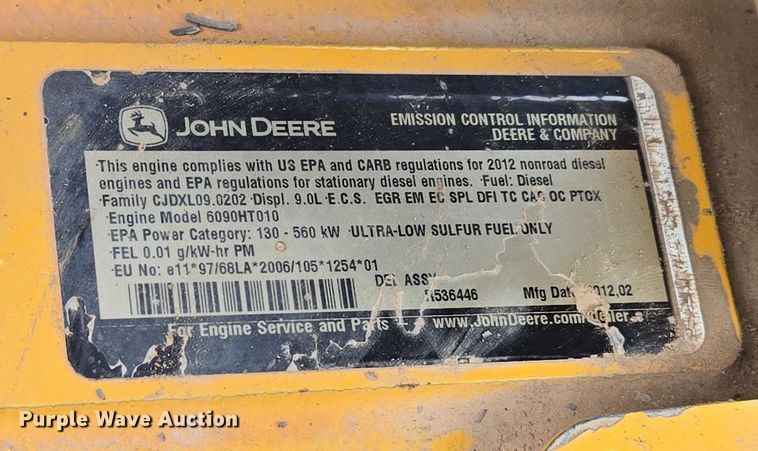 JOHN DEERE
EMISSION CONTROL INFORMATION
DEERE & COMPANY
·This engine complies with US EPA and CARB regulations for 2012 nonroad diesel
engines and EPA regulations for stationary diesel engines. ·Fuel: Diesel
·Family CJDXL09.0202 ·Displ. 9.0L ·E.C.S. EGR EM EC SPL DFI TC CAC OC PTOX
·Engine Model 6090HT010
·EPA Power Category: 130 - 560 kW ·ULTRA-LOW SULFUR FUEL ONLY
·FEL 0.01 g/kW-hr PM
·EU No: e11*97/68LA*2006/105*1254*01
DEL ASSY
R536446 Mfg Date 2012,02
For Engine Service and Parts www.JohnDeere.com/dealer
Purple Wave Auction